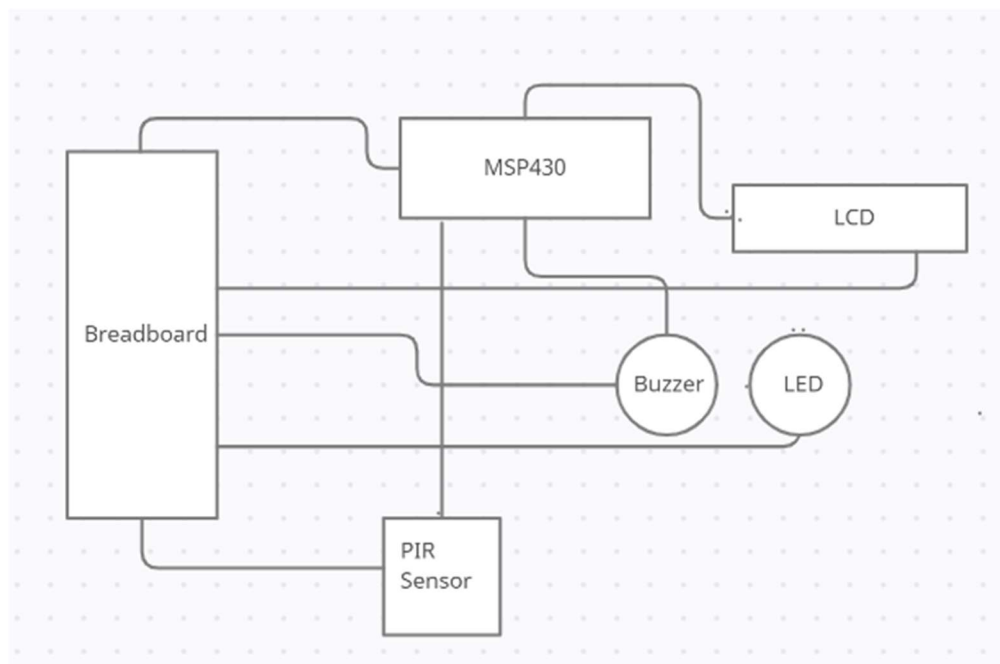 MSP430
LCD
Breadboard
Buzzer
LED
PIR
Sensor